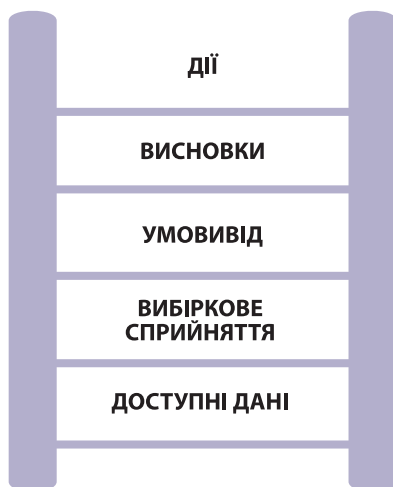 ДІЇ
ВИСНОВКИ
УМОВИВІД
ВИБІРКОВЕ
СПРИЙНЯТТЯ
ДОСТУПНІ ДАНІ